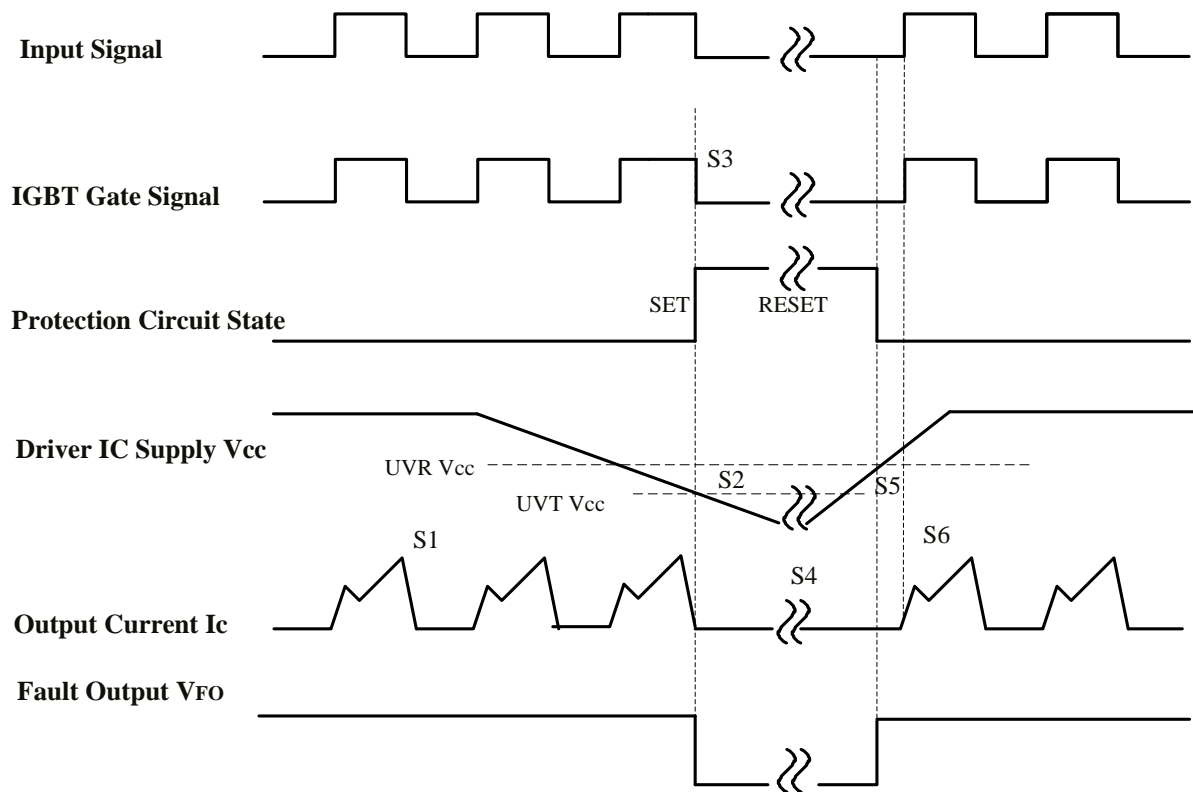 Input Signal
S3
IGBT Gate Signal
SET
RESET
Protection Circuit State
Driver IC Supply Vcc
UVR Vcc
S2
S5
UVT Vcc
S1
S6
S4
Output Current Ic
Fault Output VFO